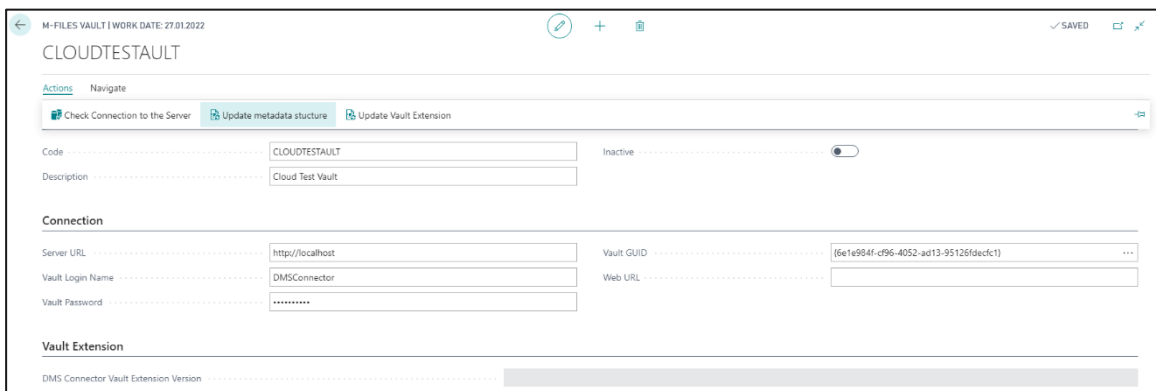 M-FILES VAULT | WORK DATE: 27.01.2022
SAVED
CLOUDTESTAULT
Actions Navigate
Check Connection to the Server Update metadata stucture Update Vault Extension
Code CLOUDTESTAULT Inactive
Description Cloud Test Vault
Connection
Server URL http://localhost Vault GUID {6e1e984f-cf96-4052-ad13-95126fdecfc1} ...
Vault Login Name DMSConnector Web URL
Vault Password ••••••••••
Vault Extension
DMS Connector Vault Extension Version